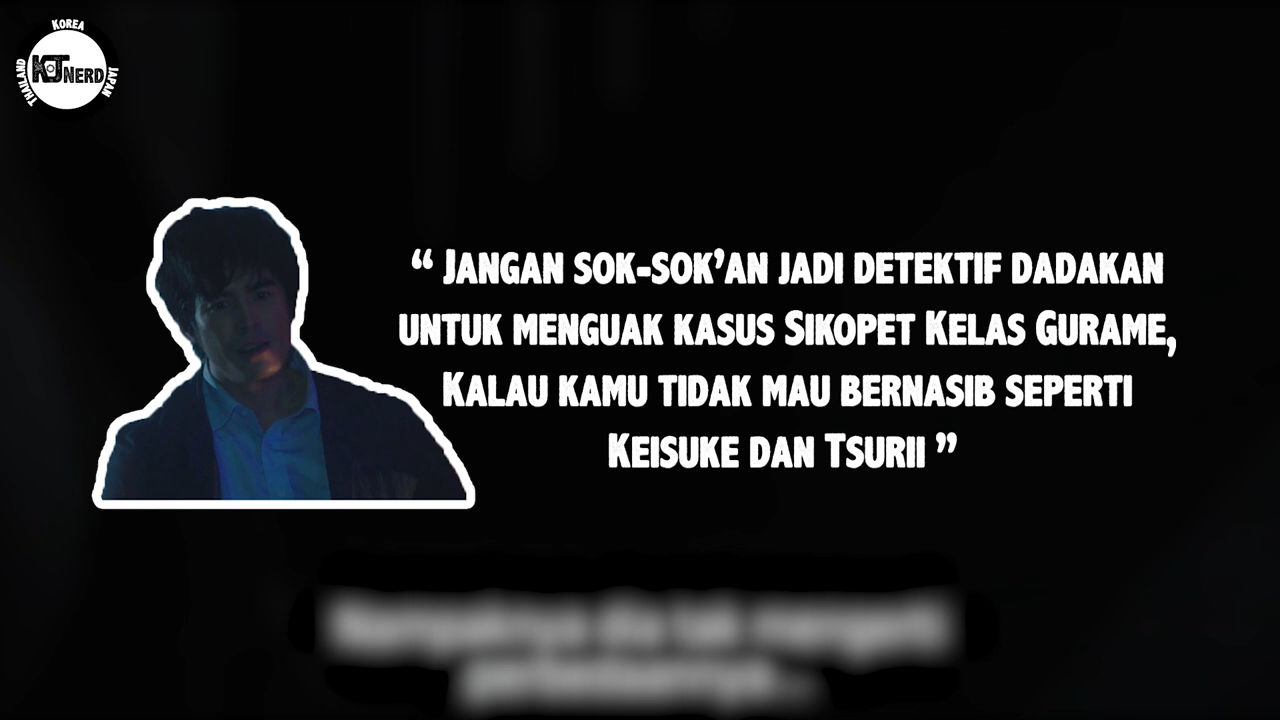 KOREA
THAILAND
JAPAN
KJTNERD
“ JANGAN SOK-SOK’AN JADI DETEKTIF DADAKAN
UNTUK MENGUAK KASUS SIKOPET KELAS GURAME,
KALAU KAMU TIDAK MAU BERNASIB SEPERTI
KEISUKE DAN TSURII ”